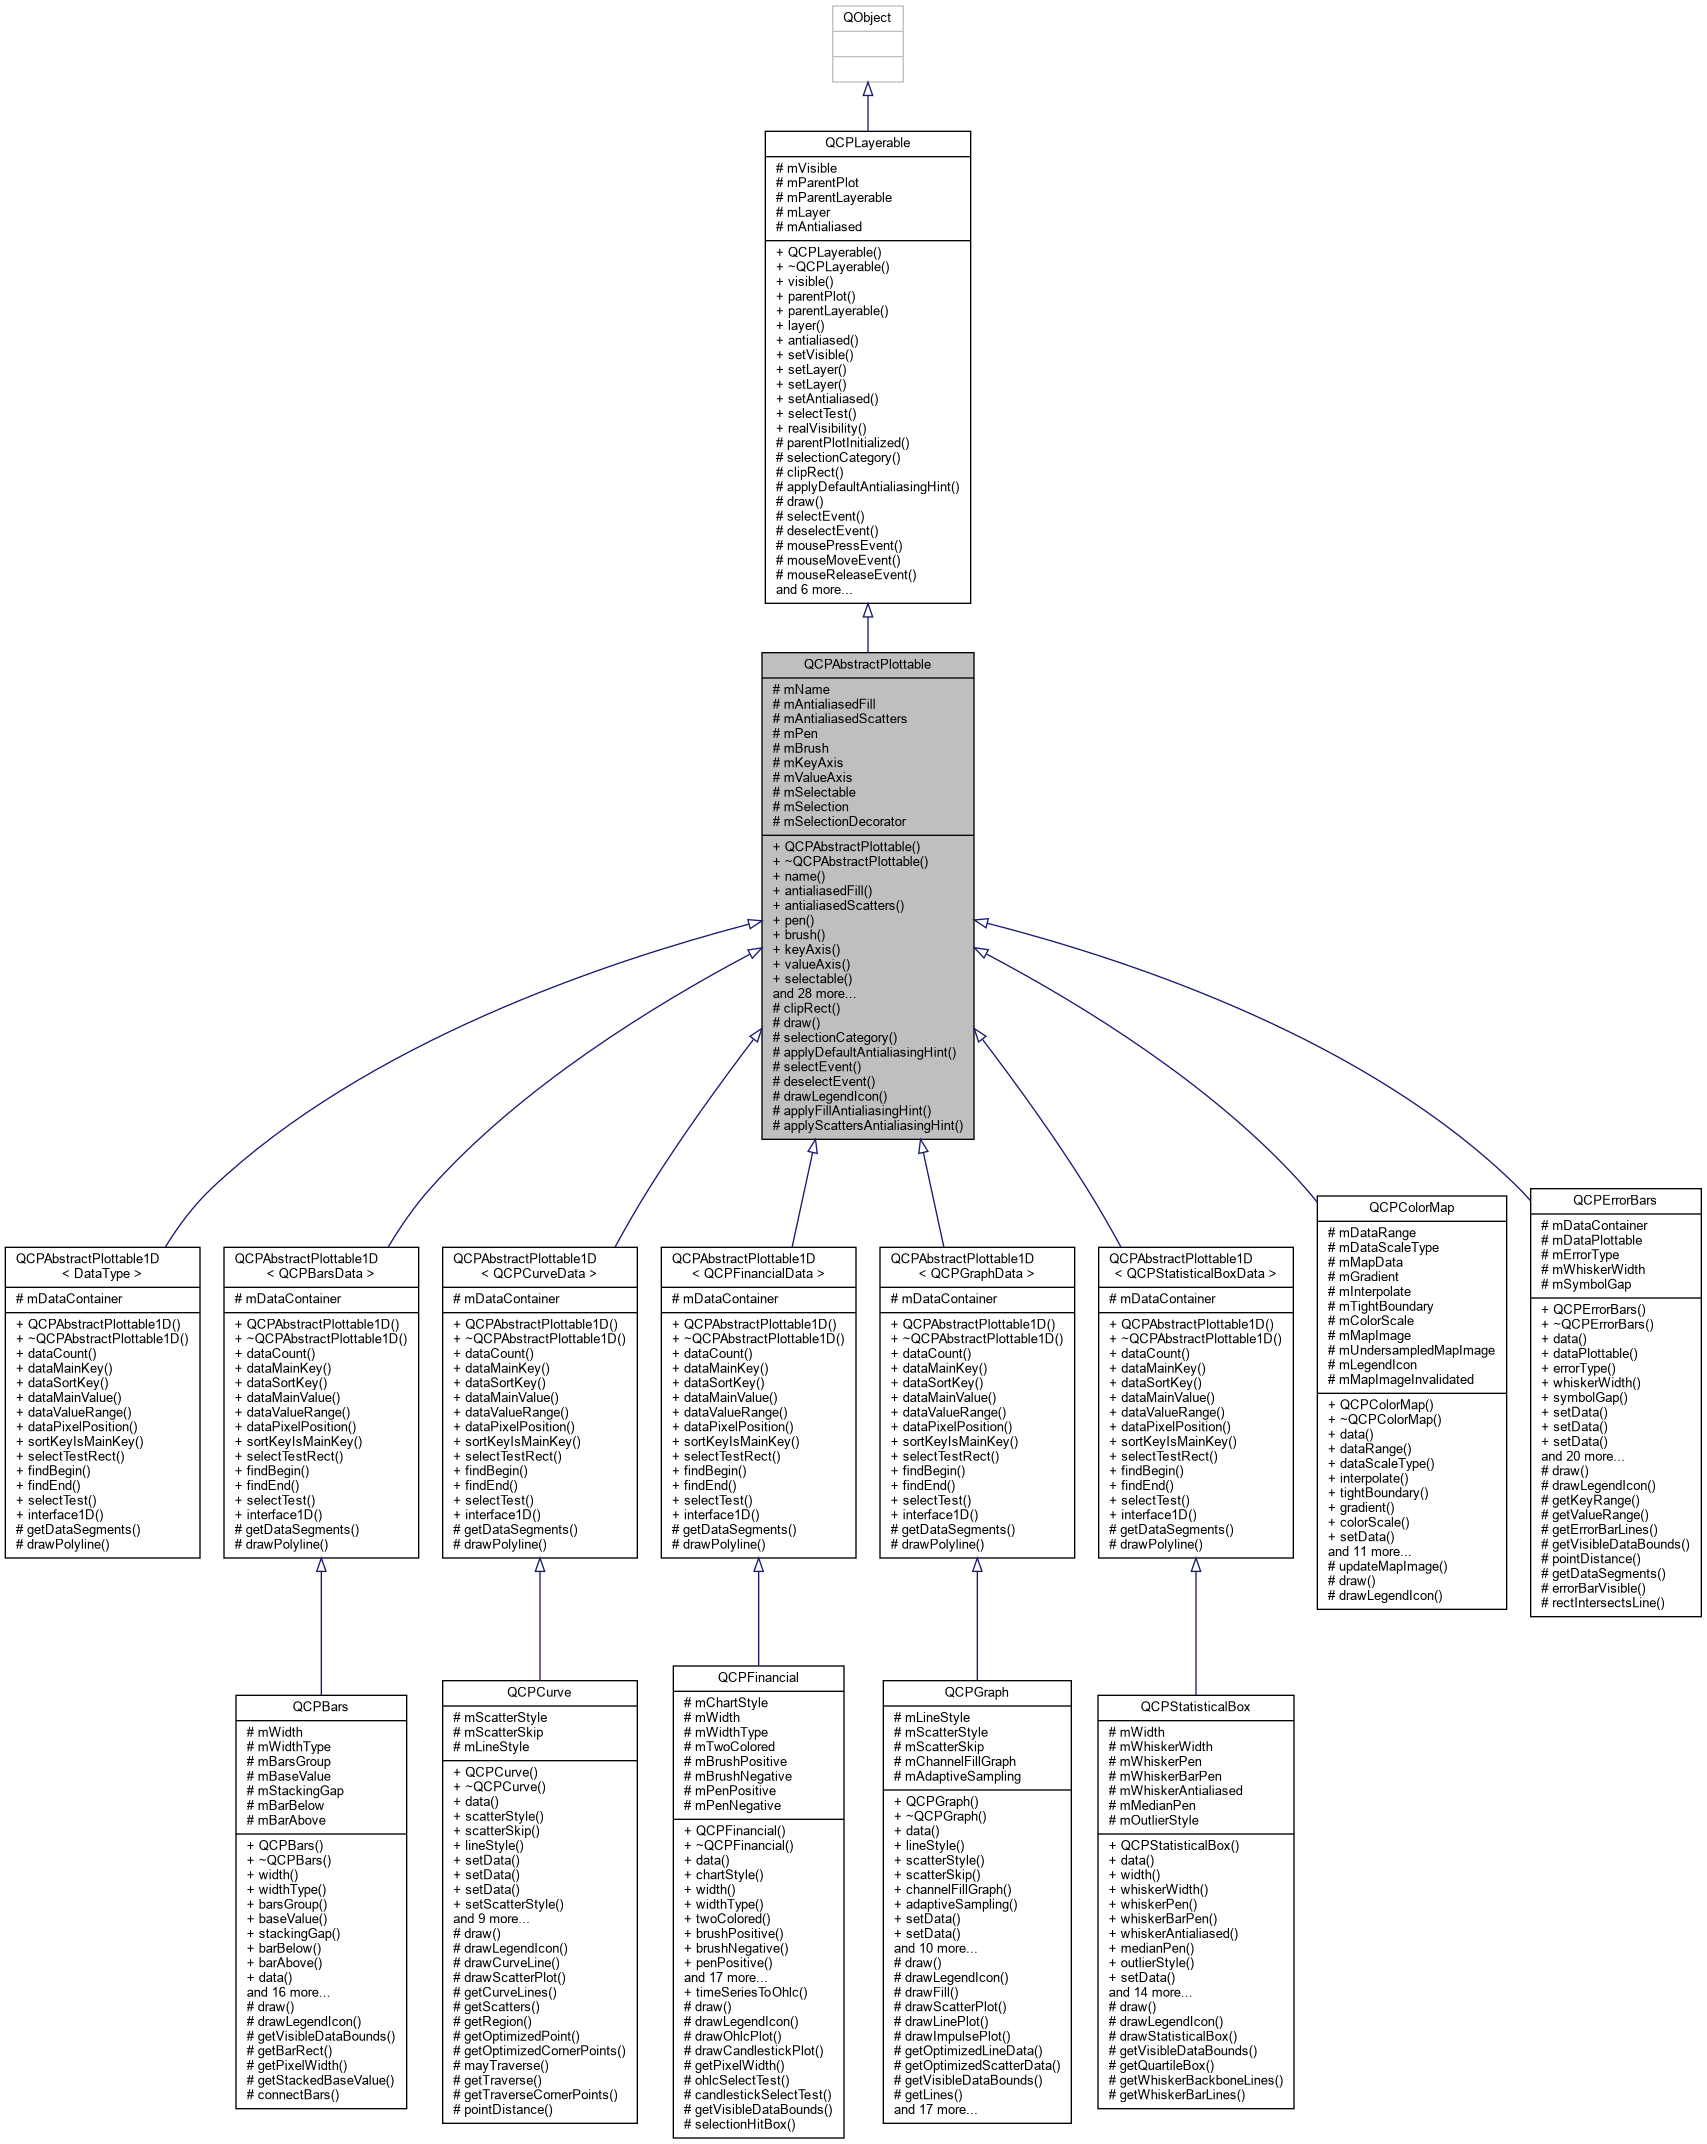 QObject
QCPLayerable
# mVisible
# mParentPlot
# mParentLayerable
# mLayer
# mAntialiased
+ QCPLayerable()
+ ~QCPLayerable()
+ visible()
+ parentPlot()
+ parentLayerable()
+ layer()
+ antialiased()
+ setVisible()
+ setLayer()
+ setLayer()
+ setAntialiased()
+ selectTest()
+ realVisibility()
# parentPlotInitialized()
# selectionCategory()
# clipRect()
# applyDefaultAntialiasingHint()
# draw()
# selectEvent()
# deselectEvent()
# mousePressEvent()
# mouseMoveEvent()
# mouseReleaseEvent()
and 6 more...
QCPAbstractPlottable
# mName
# mAntialiasedFill
# mAntialiasedScatters
# mPen
# mBrush
# mKeyAxis
# mValueAxis
# mSelectable
# mSelection
# mSelectionDecorator
+ QCPAbstractPlottable()
+ ~QCPAbstractPlottable()
+ name()
+ antialiasedFill()
+ antialiasedScatters()
+ pen()
+ brush()
+ keyAxis()
+ valueAxis()
+ selectable()
and 28 more...
# clipRect()
# draw()
# selectionCategory()
# applyDefaultAntialiasingHint()
# selectEvent()
# deselectEvent()
# drawLegendIcon()
# applyFillAntialiasingHint()
# applyScattersAntialiasingHint()
QCPAbstractPlottable1D
< DataType >
# mDataContainer
+ QCPAbstractPlottable1D()
+ ~QCPAbstractPlottable1D()
+ dataCount()
+ dataMainKey()
+ dataSortKey()
+ dataMainValue()
+ dataValueRange()
+ dataPixelPosition()
+ sortKeyIsMainKey()
+ selectTestRect()
+ findBegin()
+ findEnd()
+ selectTest()
+ interface1D()
# getDataSegments()
# drawPolyline()
QCPAbstractPlottable1D
< QCPBarsData >
# mDataContainer
+ QCPAbstractPlottable1D()
+ ~QCPAbstractPlottable1D()
+ dataCount()
+ dataMainKey()
+ dataSortKey()
+ dataMainValue()
+ dataValueRange()
+ dataPixelPosition()
+ sortKeyIsMainKey()
+ selectTestRect()
+ findBegin()
+ findEnd()
+ selectTest()
+ interface1D()
# getDataSegments()
# drawPolyline()
QCPAbstractPlottable1D
< QCPCurveData >
# mDataContainer
+ QCPAbstractPlottable1D()
+ ~QCPAbstractPlottable1D()
+ dataCount()
+ dataMainKey()
+ dataSortKey()
+ dataMainValue()
+ dataValueRange()
+ dataPixelPosition()
+ sortKeyIsMainKey()
+ selectTestRect()
+ findBegin()
+ findEnd()
+ selectTest()
+ interface1D()
# getDataSegments()
# drawPolyline()
QCPAbstractPlottable1D
< QCPFinancialData >
# mDataContainer
+ QCPAbstractPlottable1D()
+ ~QCPAbstractPlottable1D()
+ dataCount()
+ dataMainKey()
+ dataSortKey()
+ dataMainValue()
+ dataValueRange()
+ dataPixelPosition()
+ sortKeyIsMainKey()
+ selectTestRect()
+ findBegin()
+ findEnd()
+ selectTest()
+ interface1D()
# getDataSegments()
# drawPolyline()
QCPAbstractPlottable1D
< QCPGraphData >
# mDataContainer
+ QCPAbstractPlottable1D()
+ ~QCPAbstractPlottable1D()
+ dataCount()
+ dataMainKey()
+ dataSortKey()
+ dataMainValue()
+ dataValueRange()
+ dataPixelPosition()
+ sortKeyIsMainKey()
+ selectTestRect()
+ findBegin()
+ findEnd()
+ selectTest()
+ interface1D()
# getDataSegments()
# drawPolyline()
QCPAbstractPlottable1D
< QCPStatisticalBoxData >
# mDataContainer
+ QCPAbstractPlottable1D()
+ ~QCPAbstractPlottable1D()
+ dataCount()
+ dataMainKey()
+ dataSortKey()
+ dataMainValue()
+ dataValueRange()
+ dataPixelPosition()
+ sortKeyIsMainKey()
+ selectTestRect()
+ findBegin()
+ findEnd()
+ selectTest()
+ interface1D()
# getDataSegments()
# drawPolyline()
QCPColorMap
# mDataRange
# mDataScaleType
# mMapData
# mGradient
# mInterpolate
# mTightBoundary
# mColorScale
# mMapImage
# mUndersampledMapImage
# mLegendIcon
# mMapImageInvalidated
+ QCPColorMap()
+ ~QCPColorMap()
+ data()
+ dataRange()
+ dataScaleType()
+ interpolate()
+ tightBoundary()
+ gradient()
+ colorScale()
+ setData()
and 11 more...
# updateMapImage()
# draw()
# drawLegendIcon()
QCPErrorBars
# mDataContainer
# mDataPlottable
# mErrorType
# mWhiskerWidth
# mSymbolGap
+ QCPErrorBars()
+ ~QCPErrorBars()
+ data()
+ dataPlottable()
+ errorType()
+ whiskerWidth()
+ symbolGap()
+ setData()
+ setData()
+ setData()
and 20 more...
# draw()
# drawLegendIcon()
# getKeyRange()
# getValueRange()
# getErrorBarLines()
# getVisibleDataBounds()
# pointDistance()
# getDataSegments()
# errorBarVisible()
# rectIntersectsLine()
QCPBars
# mWidth
# mWidthType
# mBarsGroup
# mBaseValue
# mStackingGap
# mBarBelow
# mBarAbove
+ QCPBars()
+ ~QCPBars()
+ width()
+ widthType()
+ barsGroup()
+ baseValue()
+ stackingGap()
+ barBelow()
+ barAbove()
+ data()
and 16 more...
# draw()
# drawLegendIcon()
# getVisibleDataBounds()
# getBarRect()
# getPixelWidth()
# getStackedBaseValue()
# connectBars()
QCPCurve
# mScatterStyle
# mScatterSkip
# mLineStyle
+ QCPCurve()
+ ~QCPCurve()
+ data()
+ scatterStyle()
+ scatterSkip()
+ lineStyle()
+ setData()
+ setData()
+ setData()
+ setScatterStyle()
and 9 more...
# draw()
# drawLegendIcon()
# drawCurveLine()
# drawScatterPlot()
# getCurveLines()
# getScatters()
# getRegion()
# getOptimizedPoint()
# getOptimizedCornerPoints()
# mayTraverse()
# getTraverse()
# getTraverseCornerPoints()
# pointDistance()
QCPFinancial
# mChartStyle
# mWidth
# mWidthType
# mTwoColored
# mBrushPositive
# mBrushNegative
# mPenPositive
# mPenNegative
+ QCPFinancial()
+ ~QCPFinancial()
+ data()
+ chartStyle()
+ width()
+ widthType()
+ twoColored()
+ brushPositive()
+ brushNegative()
+ penPositive()
and 17 more...
+ timeSeriesToOhlc()
# draw()
# drawLegendIcon()
# drawOhlcPlot()
# drawCandlestickPlot()
# getPixelWidth()
# ohlcSelectTest()
# candlestickSelectTest()
# getVisibleDataBounds()
# selectionHitBox()
QCPGraph
# mLineStyle
# mScatterStyle
# mScatterSkip
# mChannelFillGraph
# mAdaptiveSampling
+ QCPGraph()
+ ~QCPGraph()
+ data()
+ lineStyle()
+ scatterStyle()
+ scatterSkip()
+ channelFillGraph()
+ adaptiveSampling()
+ setData()
+ setData()
and 10 more...
# draw()
# drawLegendIcon()
# drawFill()
# drawScatterPlot()
# drawLinePlot()
# drawImpulsePlot()
# getOptimizedLineData()
# getOptimizedScatterData()
# getVisibleDataBounds()
# getLines()
and 17 more...
QCPStatisticalBox
# mWidth
# mWhiskerWidth
# mWhiskerPen
# mWhiskerBarPen
# mWhiskerAntialiased
# mMedianPen
# mOutlierStyle
+ QCPStatisticalBox()
+ data()
+ width()
+ whiskerWidth()
+ whiskerPen()
+ whiskerBarPen()
+ whiskerAntialiased()
+ medianPen()
+ outlierStyle()
+ setData()
and 14 more...
# draw()
# drawLegendIcon()
# drawStatisticalBox()
# getVisibleDataBounds()
# getQuartileBox()
# getWhiskerBackboneLines()
# getWhiskerBarLines()